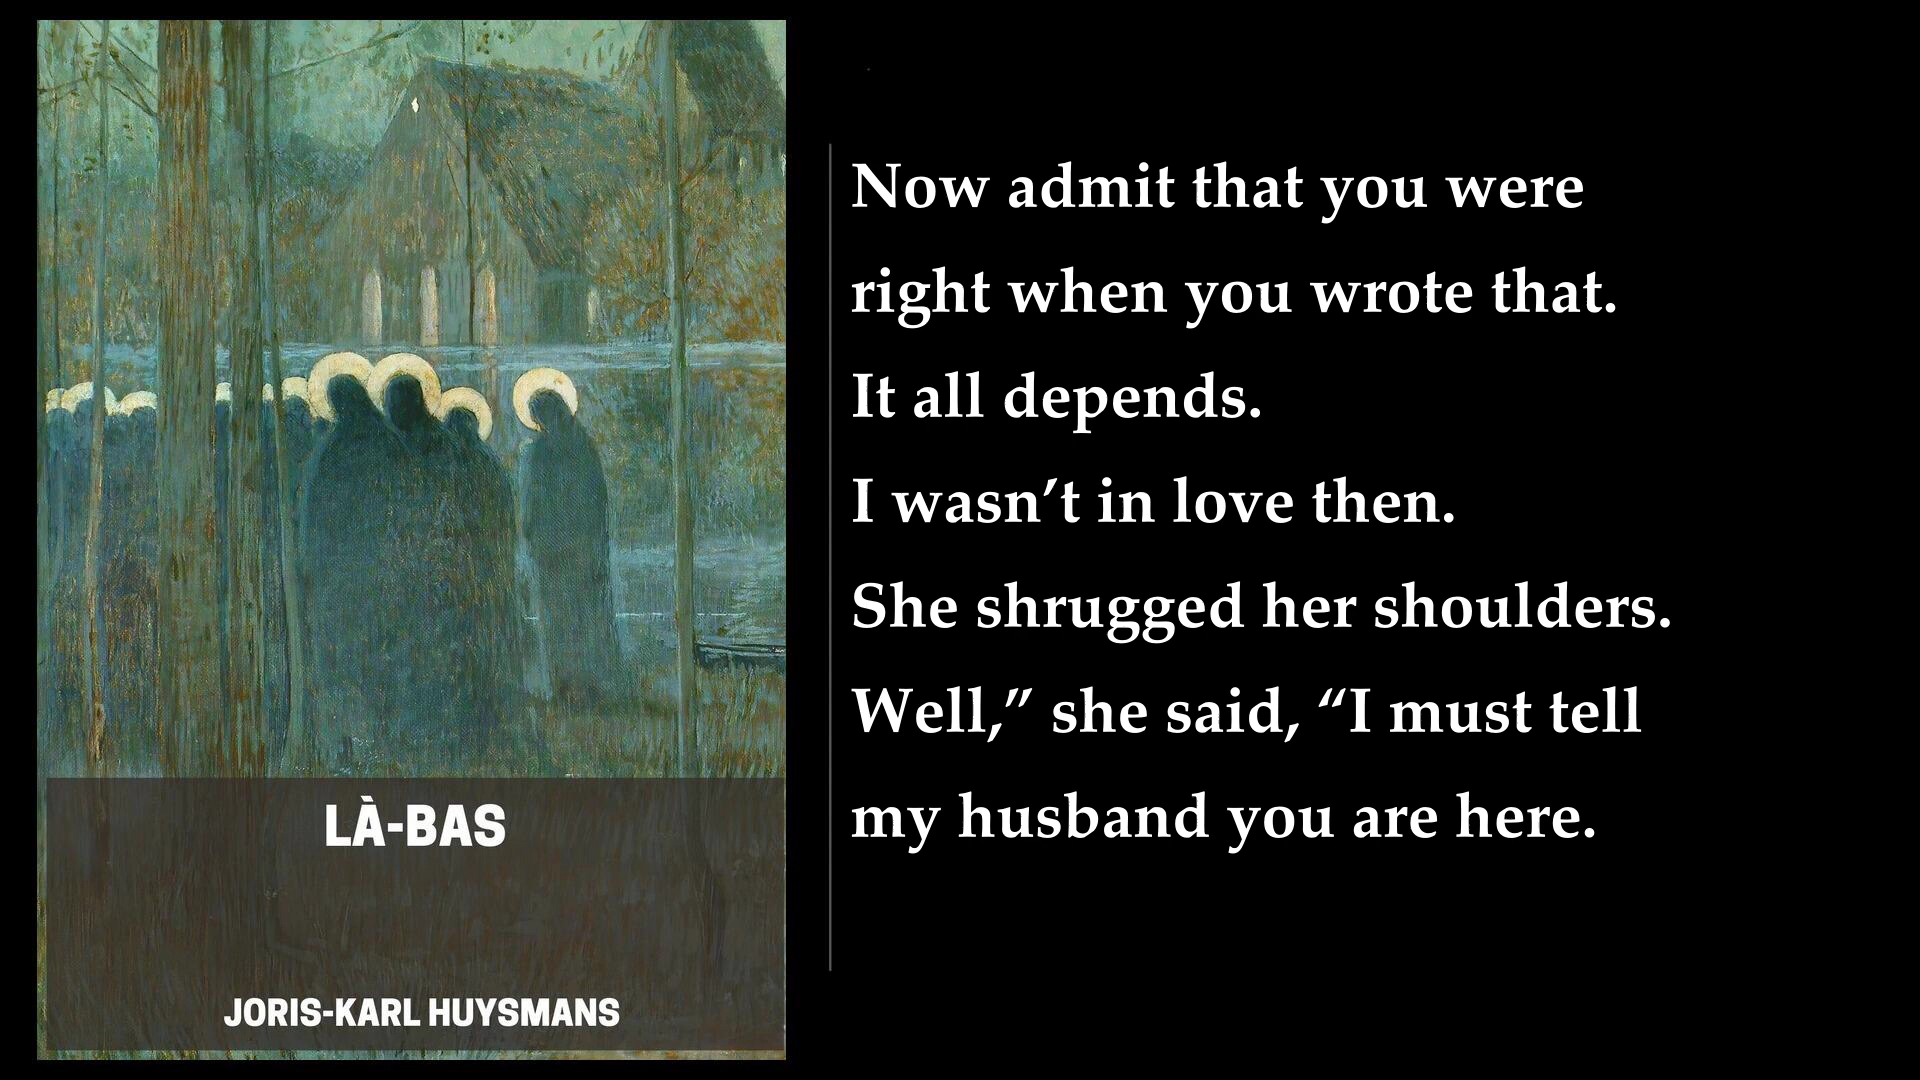 LÀ-BAS
JORIS-KARL HUYSMANS
Now admit that you were
right when you wrote that.
It all depends.
I wasn’t in love then.
She shrugged her shoulders.
Well,” she said, “I must tell
my husband you are here.